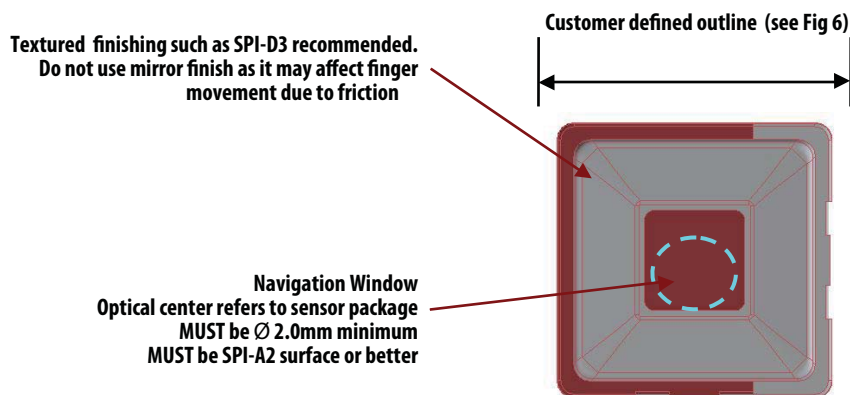 Customer defined outline (see Fig 6)
Textured finishing such as SPI-D3 recommended.
Do not use mirror finish as it may affect finger
movement due to friction
Navigation Window
Optical center refers to sensor package
MUST be Ø 2.0mm minimum
MUST be SPI-A2 surface or better